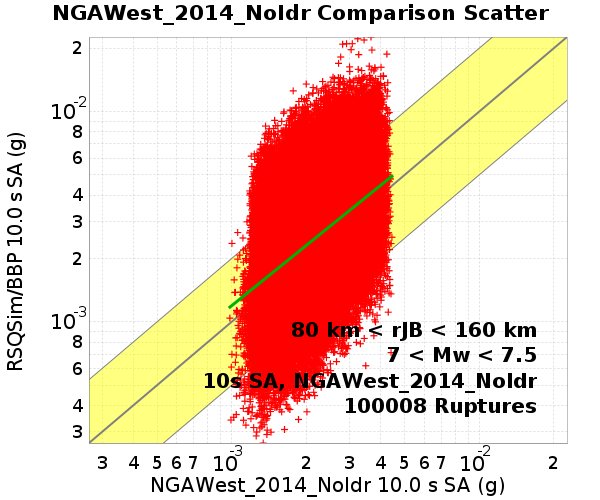 NGAWest_2014_NoIdr Comparison Scatter
RSQSim/BBP 10.0 s SA (g)
2
10⁻²
8
6
4
3
2
10⁻³
8
6
4
3
80 km < rJB < 160 km
7 < Mw < 7.5
10s SA, NGAWest_2014_NoIdr
100008 Ruptures
3 4 5 6 7 10⁻³ 2 3 4 5 6 7 10⁻² 2
NGAWest_2014_NoIdr 10.0 s SA (g)